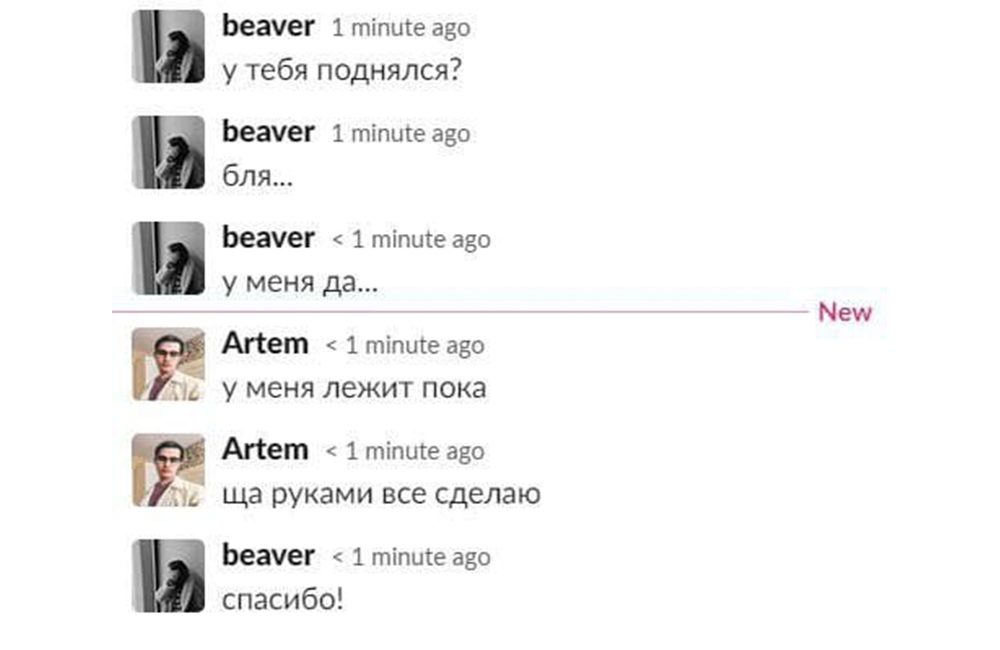 beaver 1 minute ago
у тебя поднялся?
beaver 1 minute ago
бля...
beaver < 1 minute ago
у меня да...
New
Artem < 1 minute ago
у меня лежит пока
Artem < 1 minute ago
ща руками все сделаю
beaver < 1 minute ago
спасибо!